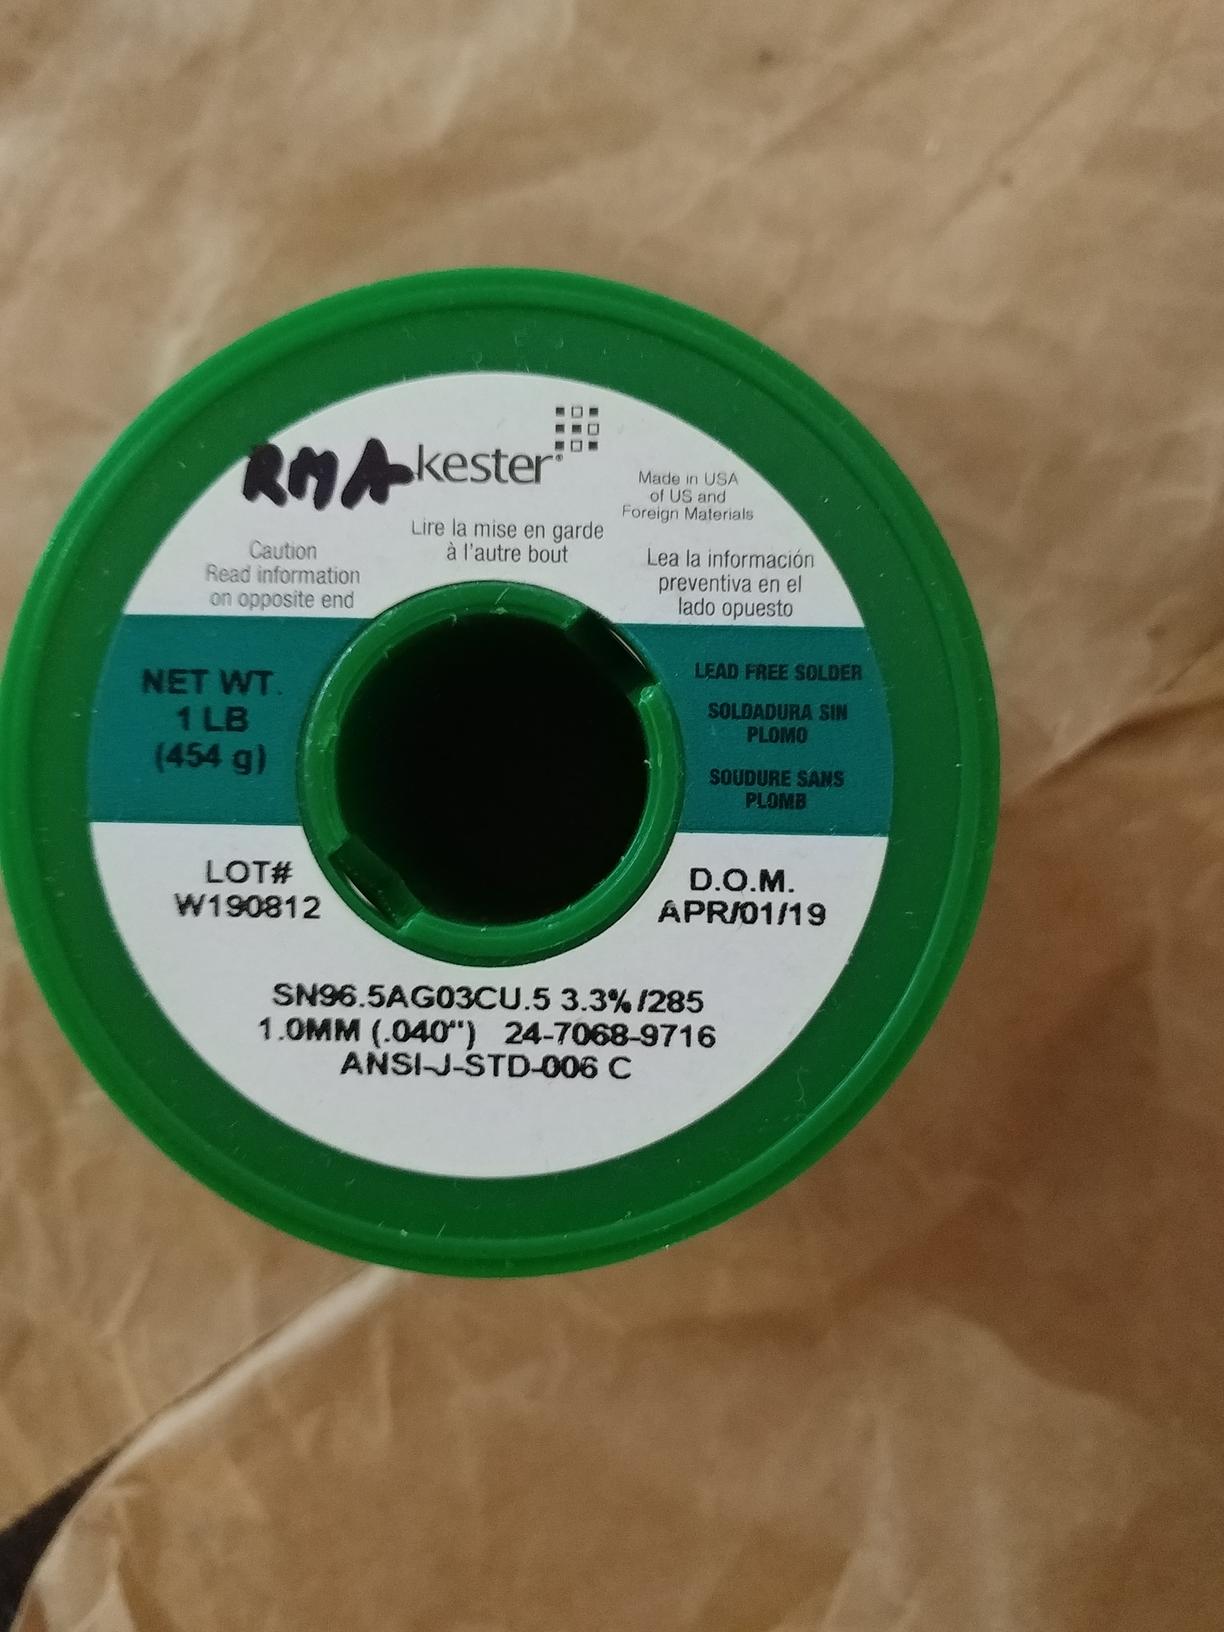 RMA kester®
Made in USA
of US and
Foreign Materials
Caution
Read information
on opposite end
Lire la mise en garde
à l'autre bout
Lea la información
preventiva en el
lado opuesto
NET WT.
1 LB
(454 g)
LEAD FREE SOLDER
SOLDADURA SIN
PLOMO
SOUDURE SANS
PLOMB
LOT#
W190812
D.O.M.
APR/01/19
SN96.5AG03CU.5 3.3%/285
1.0MM (.040") 24-7068-9716
ANSI-J-STD-006 C